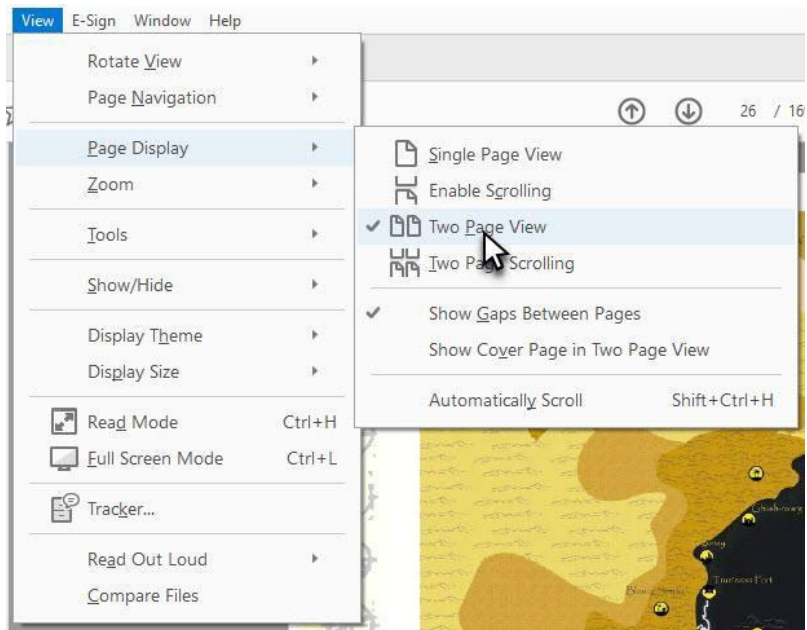 View E-Sign Window Help
Rotate View
Page Navigation
26 / 16
Page Display
Zoom
Tools
Show/Hide
Display Theme
Display Size
Read Mode Ctrl+H
Full Screen Mode Ctrl+L
Tracker...
Read Out Loud
Compare Files
Single Page View
Enable Scrolling
Two Page View
Two Page Scrolling
Show Gaps Between Pages
Show Cover Page in Two Page View
Automatically Scroll Shift+Ctrl+H